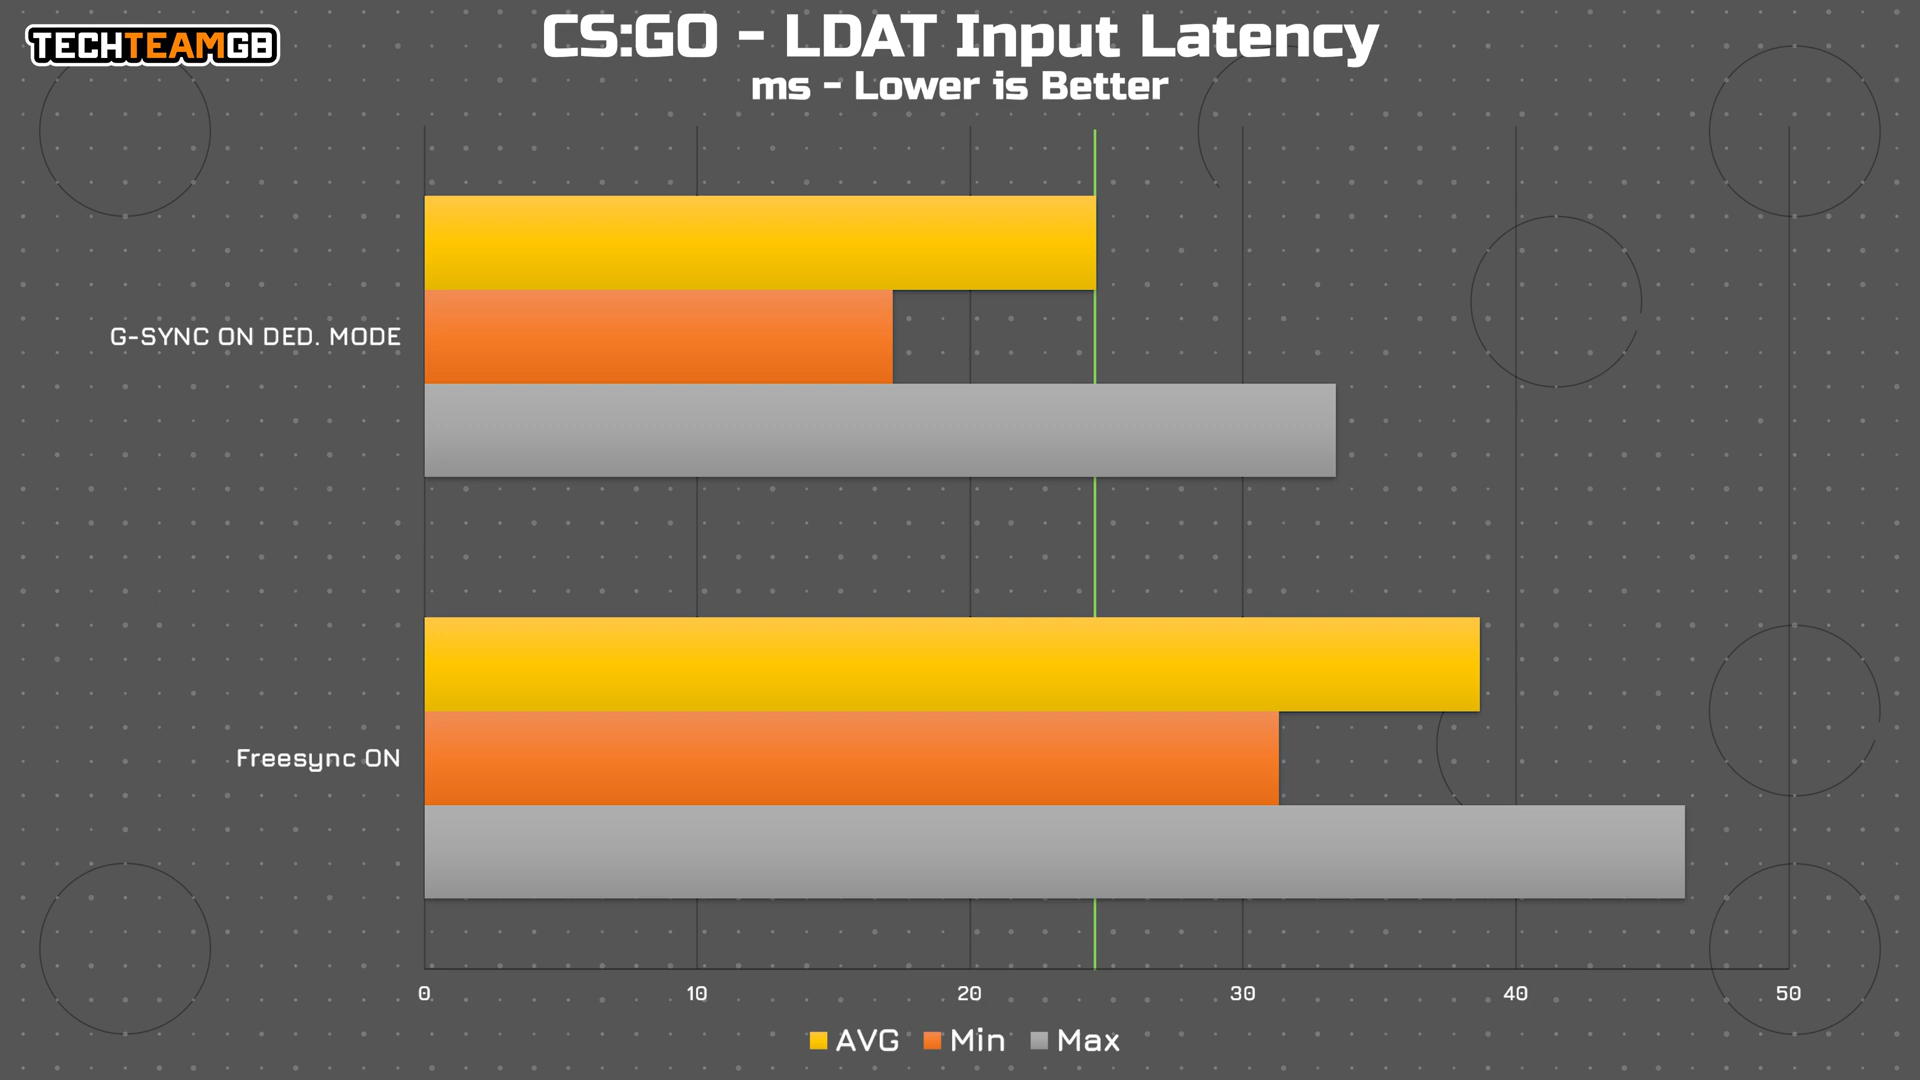 TECHTEAMGB
CS:GO - LDAT Input Latency
ms - Lower is Better
G-SYNC ON DED. MODE
Freesync ON
0 10 20 30 40 50
AVG Min Max